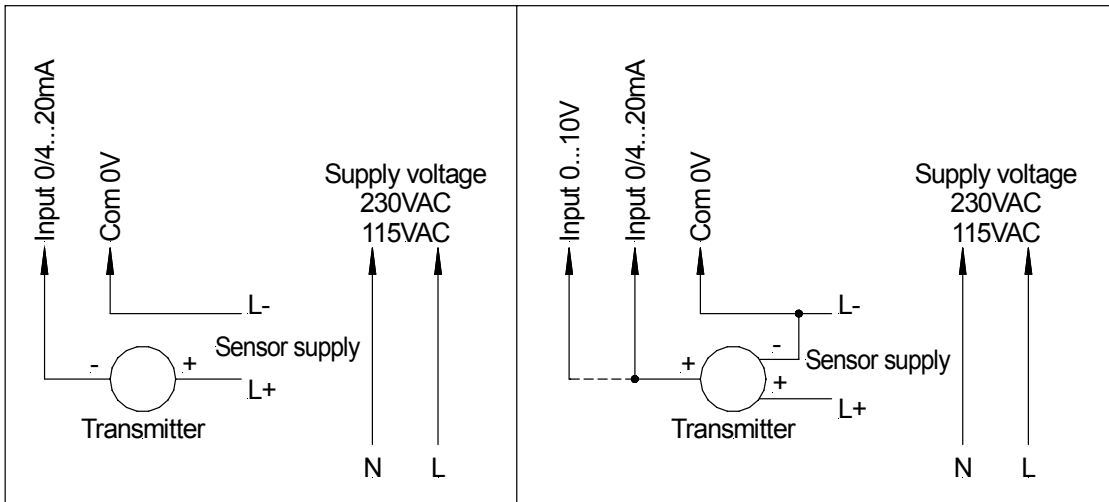 Input 0/4...20mA
Com 0V
Supply voltage
230VAC
115VAC
L-
Sensor supply
- +
L+
Transmitter
N L
Input 0...10V
Input 0/4...20mA
Com 0V
Supply voltage
230VAC
115VAC
L-
-
Sensor supply
+
+
L+
Transmitter
N L